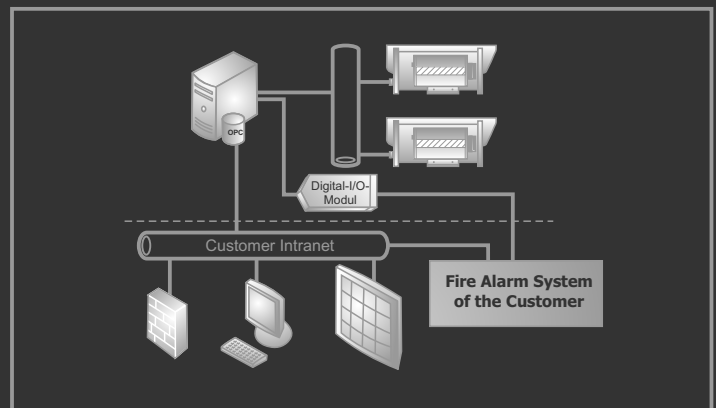 OPC
Digital-I/O-
Modul
Customer Intranet
Fire Alarm System
of the Customer